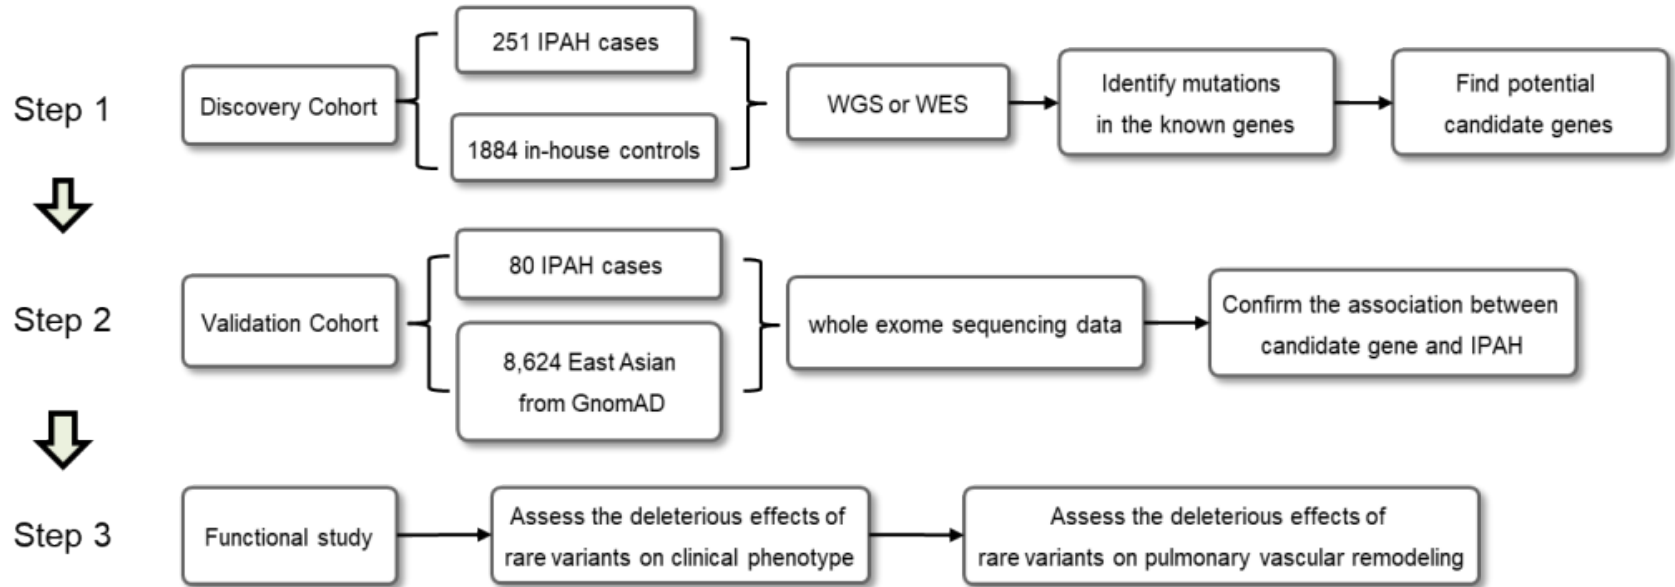 Step 1
Discovery Cohort
251 IPAH cases
1884 in-house controls
WGS or WES
Identify mutations
in the known genes
Find potential
candidate genes
Step 2
Validation Cohort
80 IPAH cases
8,624 East Asian
from GnomAD
whole exome sequencing data
Confirm the association between
candidate gene and IPAH
Step 3
Functional study
Assess the deleterious effects of
rare variants on clinical phenotype
Assess the deleterious effects of
rare variants on pulmonary vascular remodeling